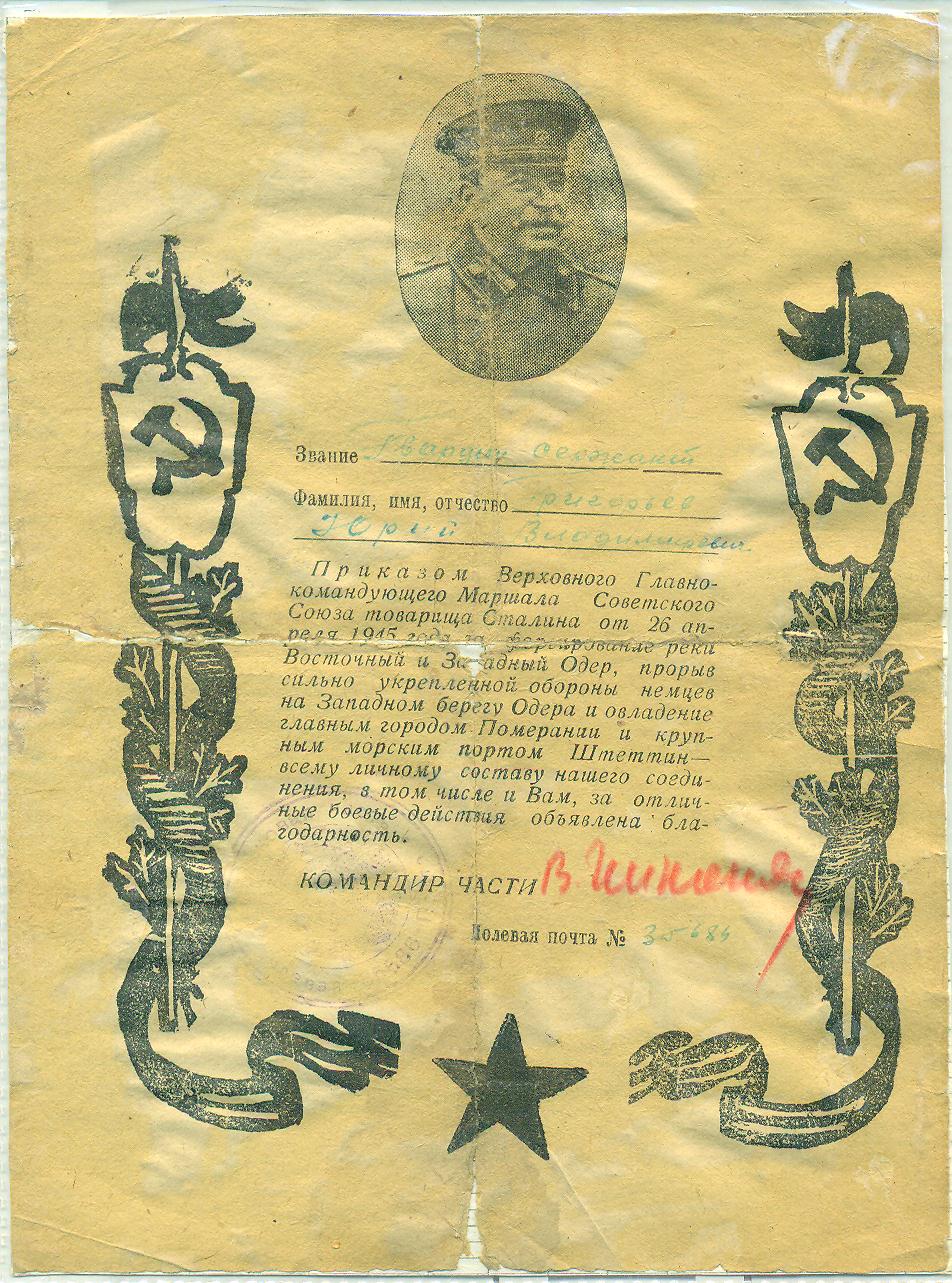 Звание Гвардии сержант
Фамилия, имя, отчество Григорьев
Юрий Владимирович
Приказом Верховного Главно-
командующего Маршала Советского
Союза товарища Сталина от 26 ап-
реля 1945 года за форсирование реки
Восточный и Западный Одер, прорыв
сильно укрепленной обороны немцев
на Западном берегу Одера и овладение
главным городом Померании и круп-
ным морским портом Штеттин—
всему личному составу нашего соеди-
нения, в том числе и Вам, за отлич-
ные боевые действия объявлена бла-
годарность.
КОМАНДИР ЧАСТИ
Полевая почта № 35684